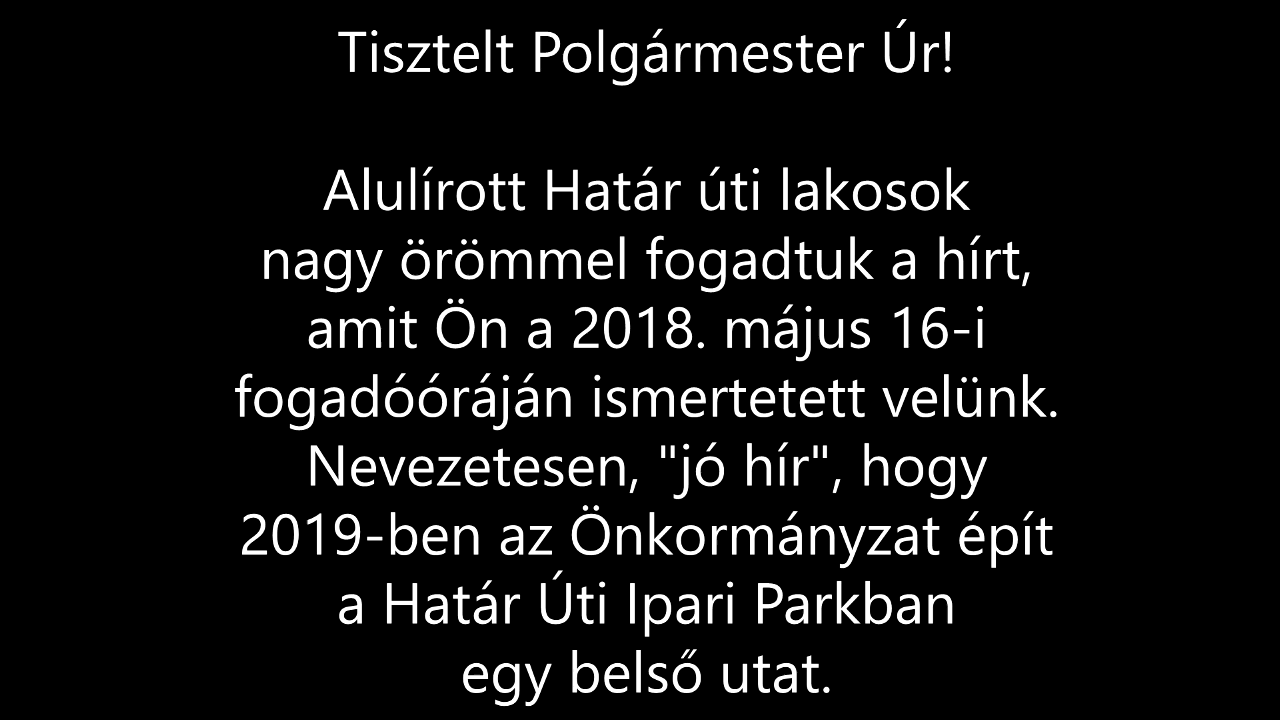 Tisztelt Polgármester Úr!
Alulírott Határ úti lakosok
nagy örömmel fogadtuk a hírt,
amit Ön a 2018. május 16-i
fogadóóráján ismertetett velünk.
Nevezetesen, "jó hír", hogy
2019-ben az Önkormányzat épít
a Határ Úti Ipari Parkban
egy belső utat.